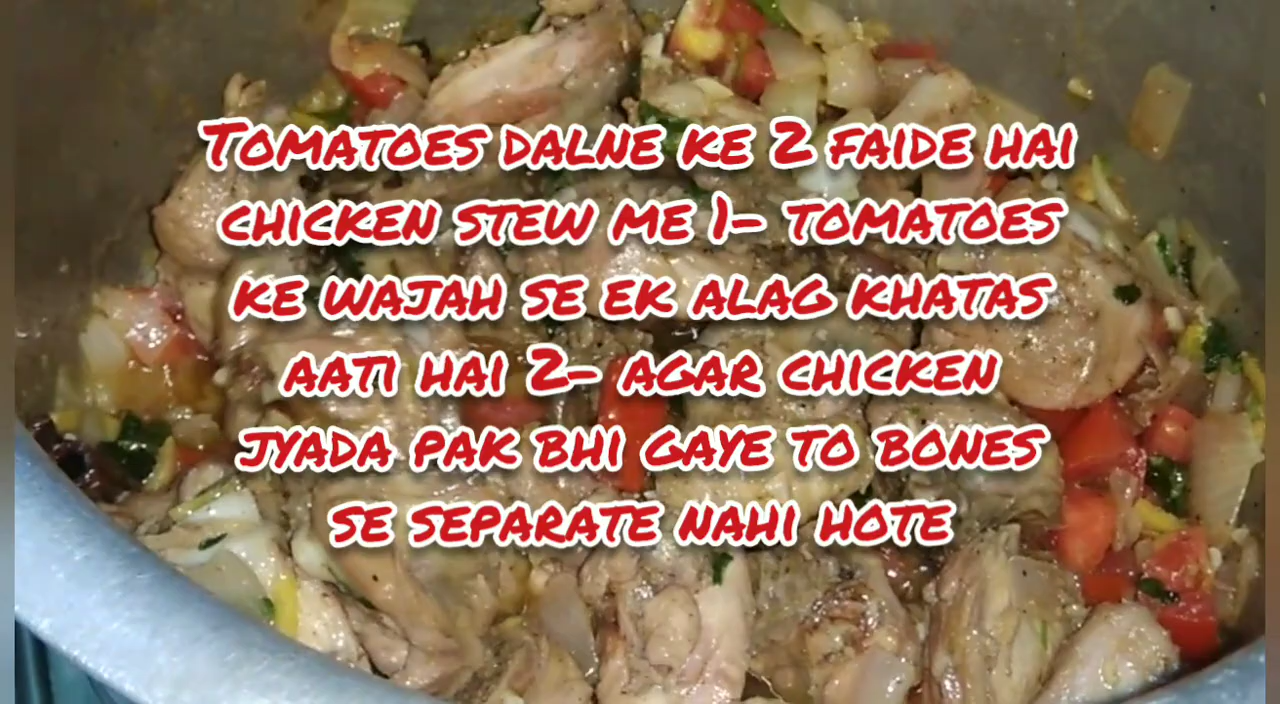 Tomatoes dalne ke 2 faide hai
chicken stew me 1- tomatoes
ke wajah se ek alag khatas
aati hai 2- agar chicken
jyada pak bhi gaye to bones
se separate nahi hote